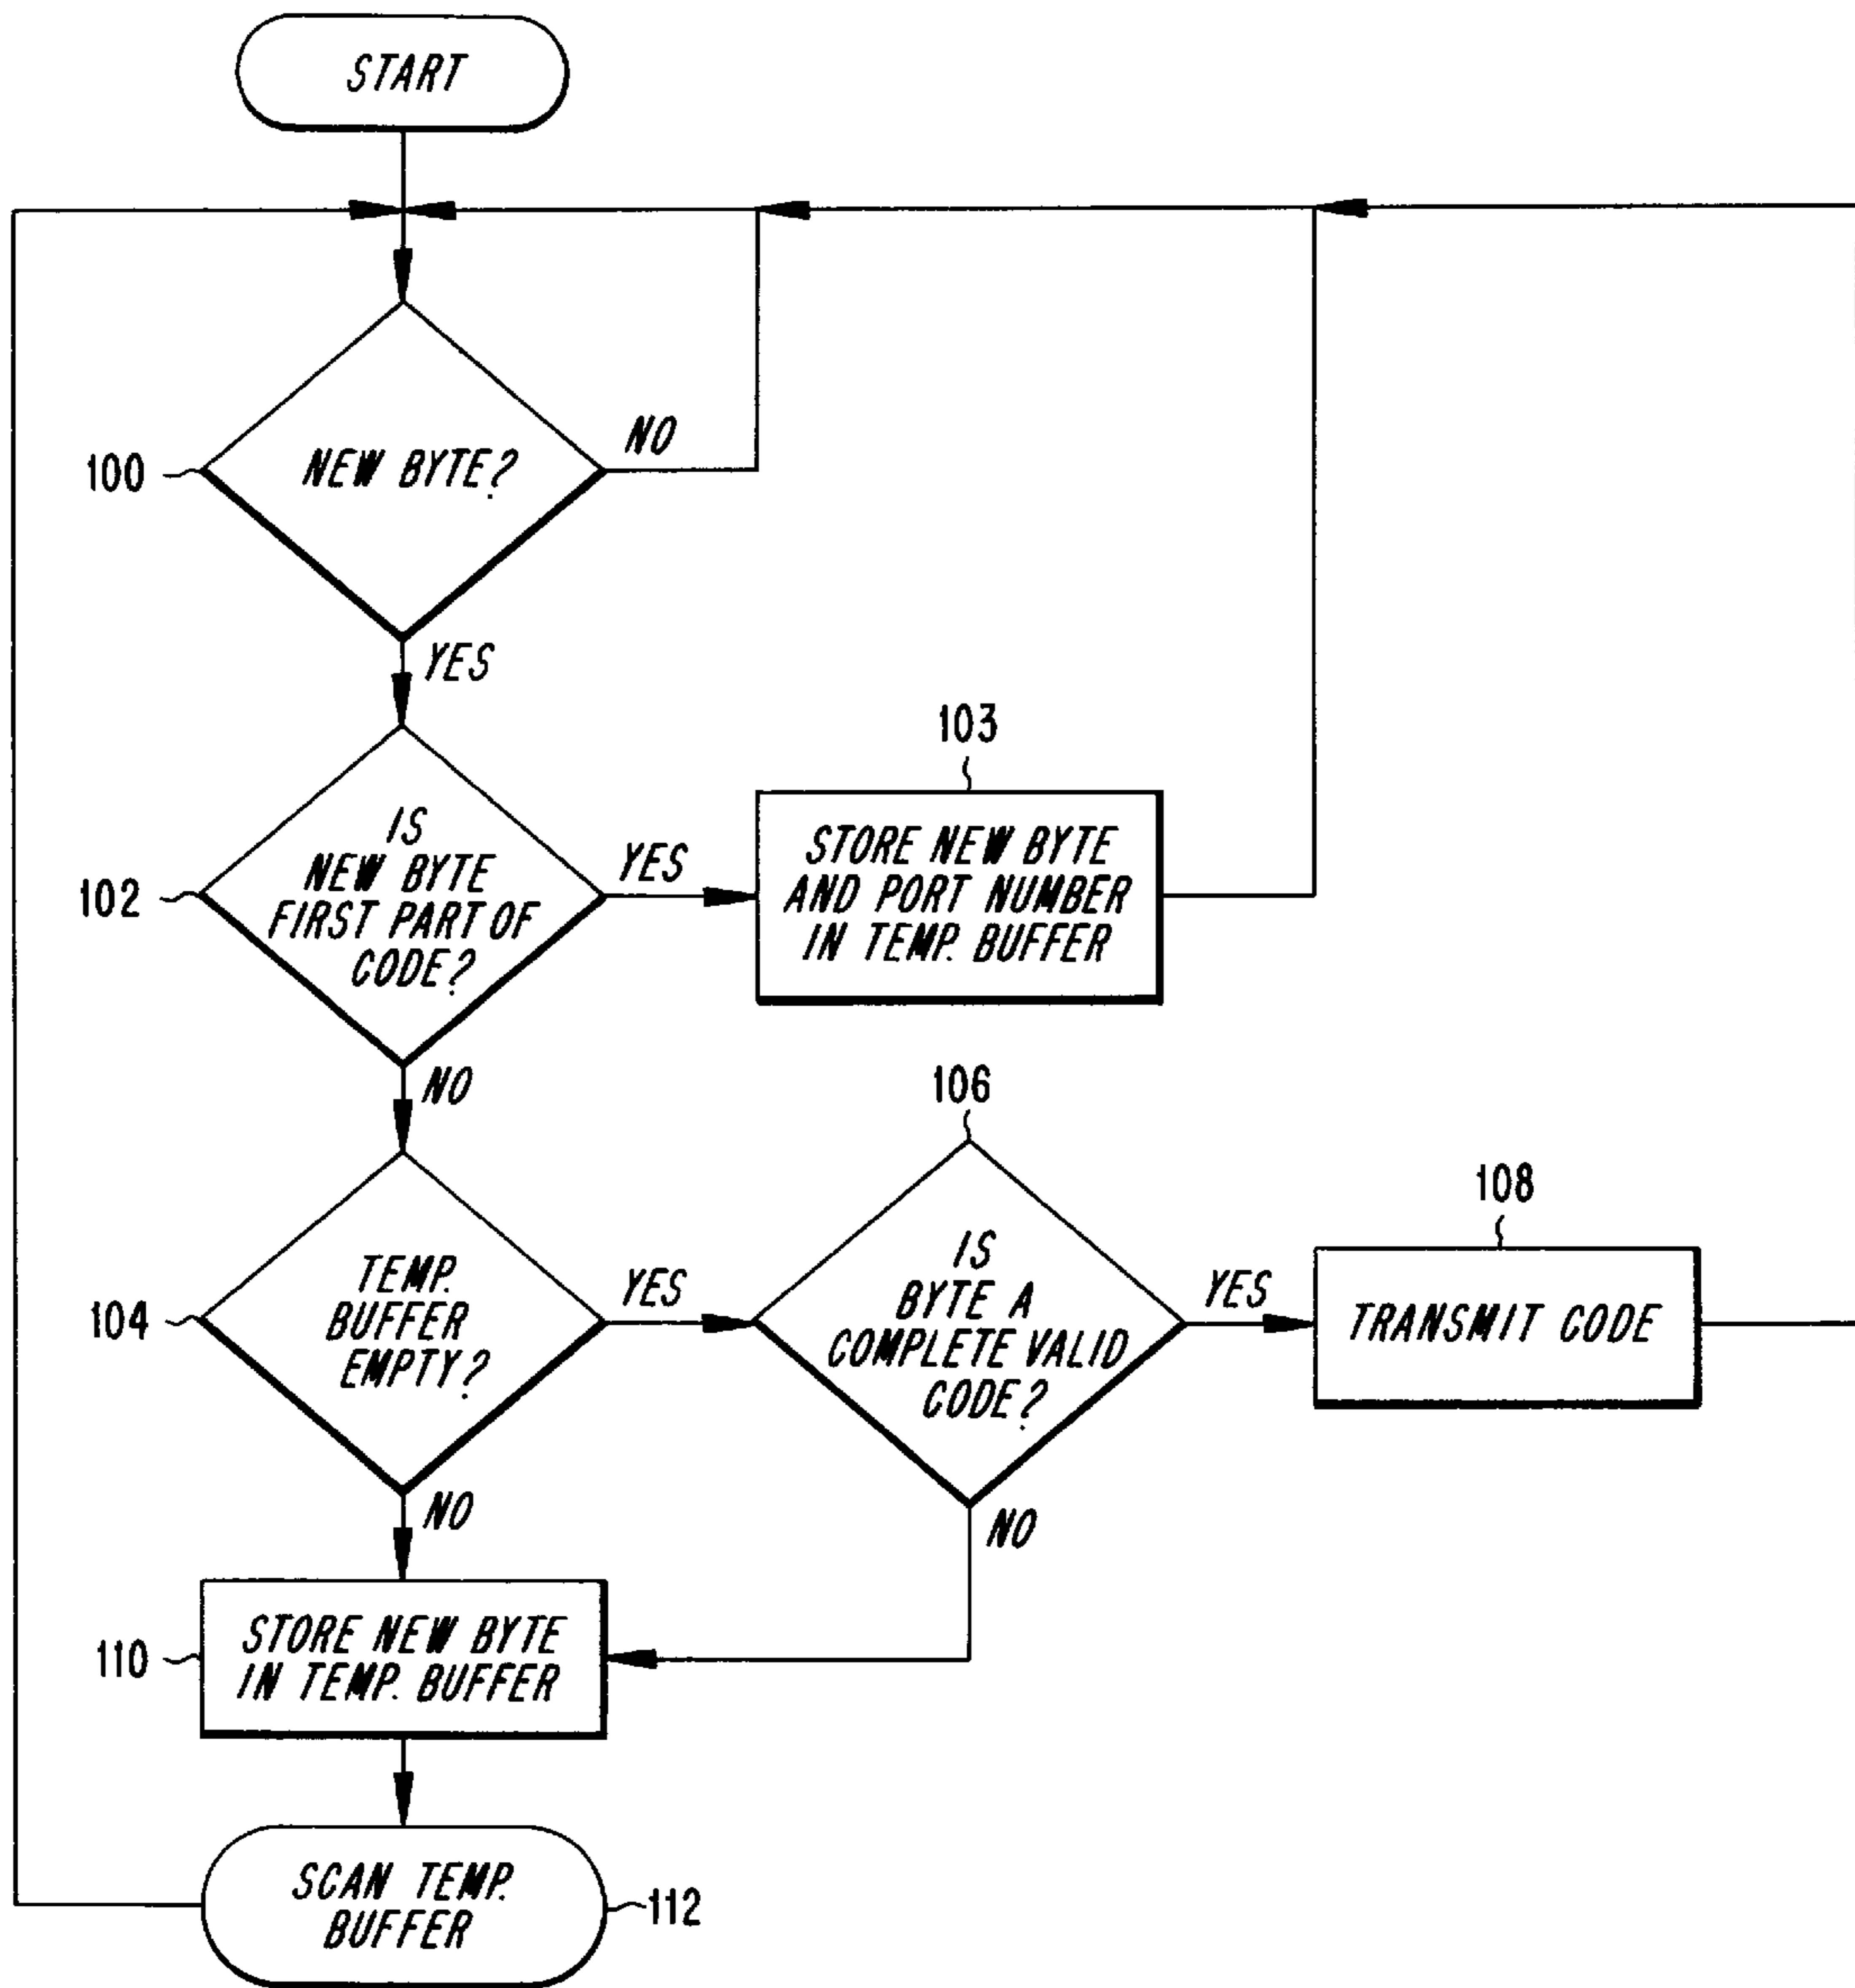 START
100
NEW BYTE?
NO
YES
103
102
IS
NEW BYTE
FIRST PART OF
CODE?
YES
STORE NEW BYTE
AND PORT NUMBER
IN TEMP. BUFFER
NO
106
104
TEMP.
BUFFER
EMPTY?
YES
IS
BYTE A
COMPLETE VALID
CODE?
YES
108
TRANSMIT CODE
NO
NO
110
STORE NEW BYTE
IN TEMP. BUFFER
SCAN TEMP.
BUFFER
112